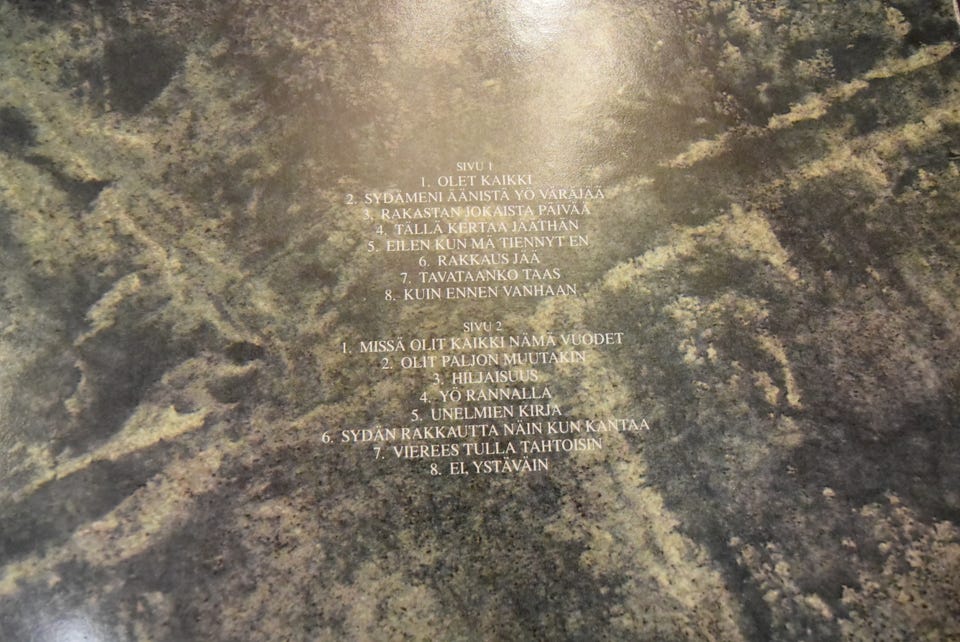 SIVU 1
1. OLET KAIKKI
2. SYDÄMENI ÄÄNISTÄ YÖ VÄRÄJÄÄ
3. RAKASTAN JOKAISTA PÄIVÄÄ
4. TÄLLÄ KERTAA JÄÄTHÄN
5. EILEN KUN MÄ TIENNYT EN
6. RAKKAUS JÄÄ
7. TAVATAANKO TAAS
8. KUIN ENNEN VANHAAN
SIVU 2
1. MISSÄ OLIT KAIKKI NÄMÄ VUODET
2. OLIT PALJON MUUTAKIN
3. HILJAISUUS
4. YÖ RANNALLA
5. UNELMIEN KIRJA
6. SYDÄN RAKKAUTTA NÄIN KUN KANTAA
7. VIEREES TULLA TAHTOISIN
8. EI, YSTÄVÄIN